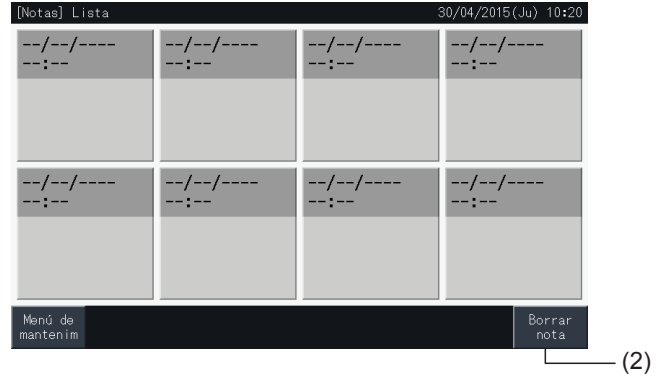 [Notas] Lista 30/04/2015(Ju) 10:20
--/--/---- --/--/---- --/--/---- --/--/----
--:-- --:-- --:-- --:--
--/--/---- --/--/---- --/--/---- --/--/----
--:-- --:-- --:-- --:--
Menú de Borrar
mantenim nota
(2)